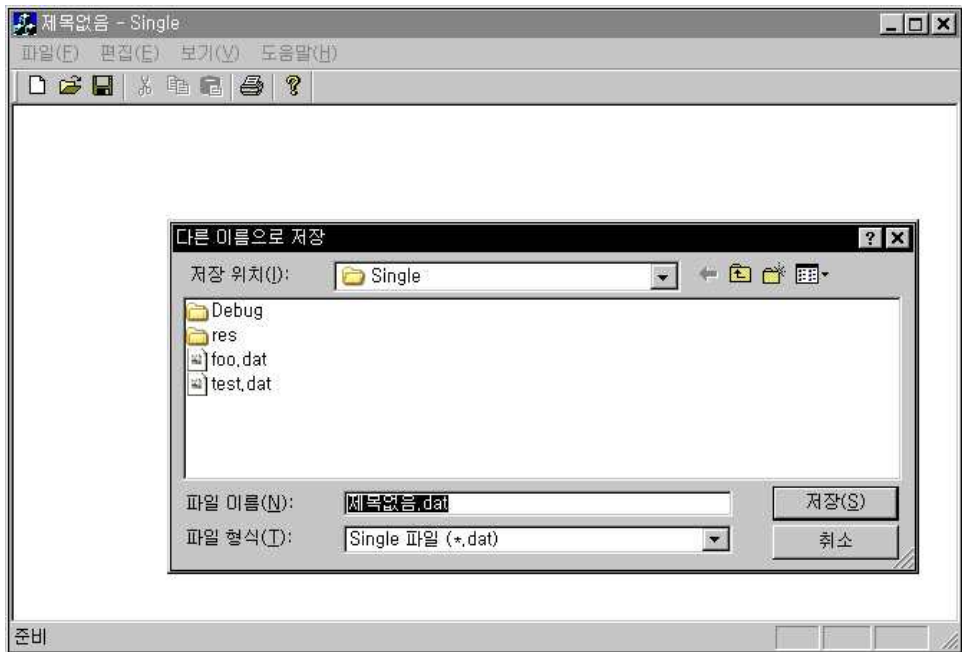 제목없음 - Single
파일(F) 편집(E) 보기(V) 도움말(H)
다른 이름으로 저장
저장 위치(I): Single
Debug
res
foo.dat
test.dat
파일 이름(N): 제목없음.dat 저장(S)
파일 형식(T): Single 파일 (*.dat) 취소
준비